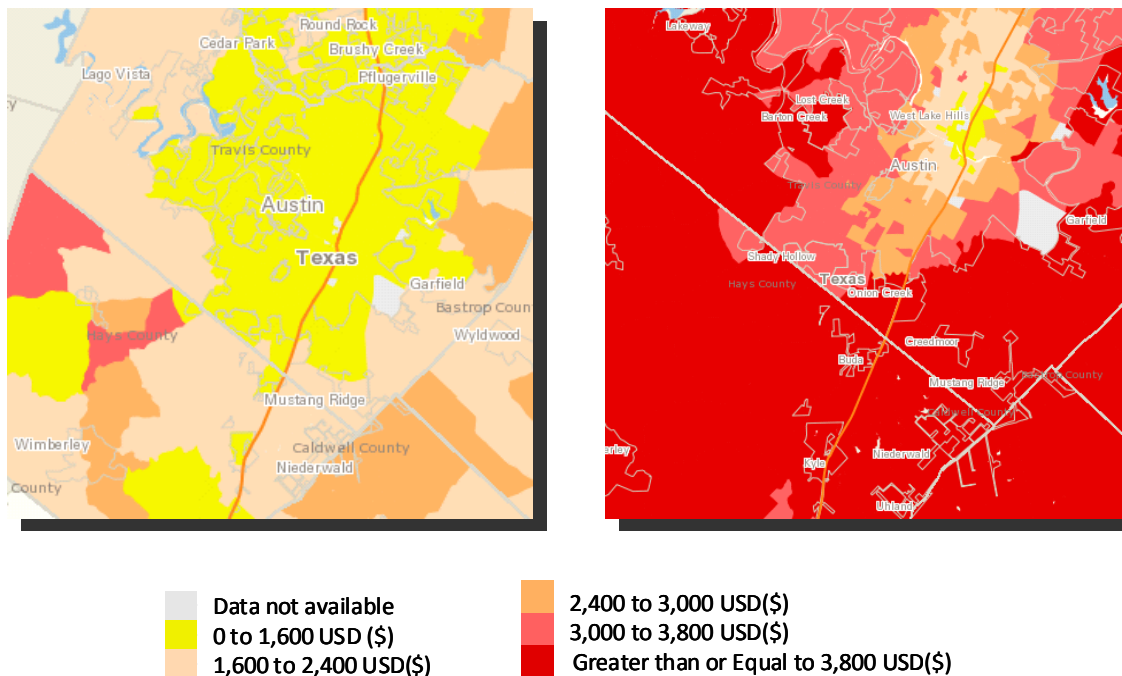 Round Rock
Cedar Park
Brushy Creek
Lago Vista
Pflugerville
Travis County
Austin
Texas
Garfield
Bastrop Coun
Hays County
Wyldwood
Mustang Ridge
Wimberley
Caldwell County
Niederwald
County
Lakeway
Lost Creek
Barton Creek
West Lake Hills
Austin
Travis County
Garfield
Shady Hollow
Hays County
Texas
Onion Creek
Creedmoor
Buda
Mustang Ridge
Caldwell County
Niederwald
Kyle
Uhland
Data not available
0 to 1,600 USD ($)
1,600 to 2,400 USD($)
2,400 to 3,000 USD($)
3,000 to 3,800 USD($)
Greater than or Equal to 3,800 USD($)